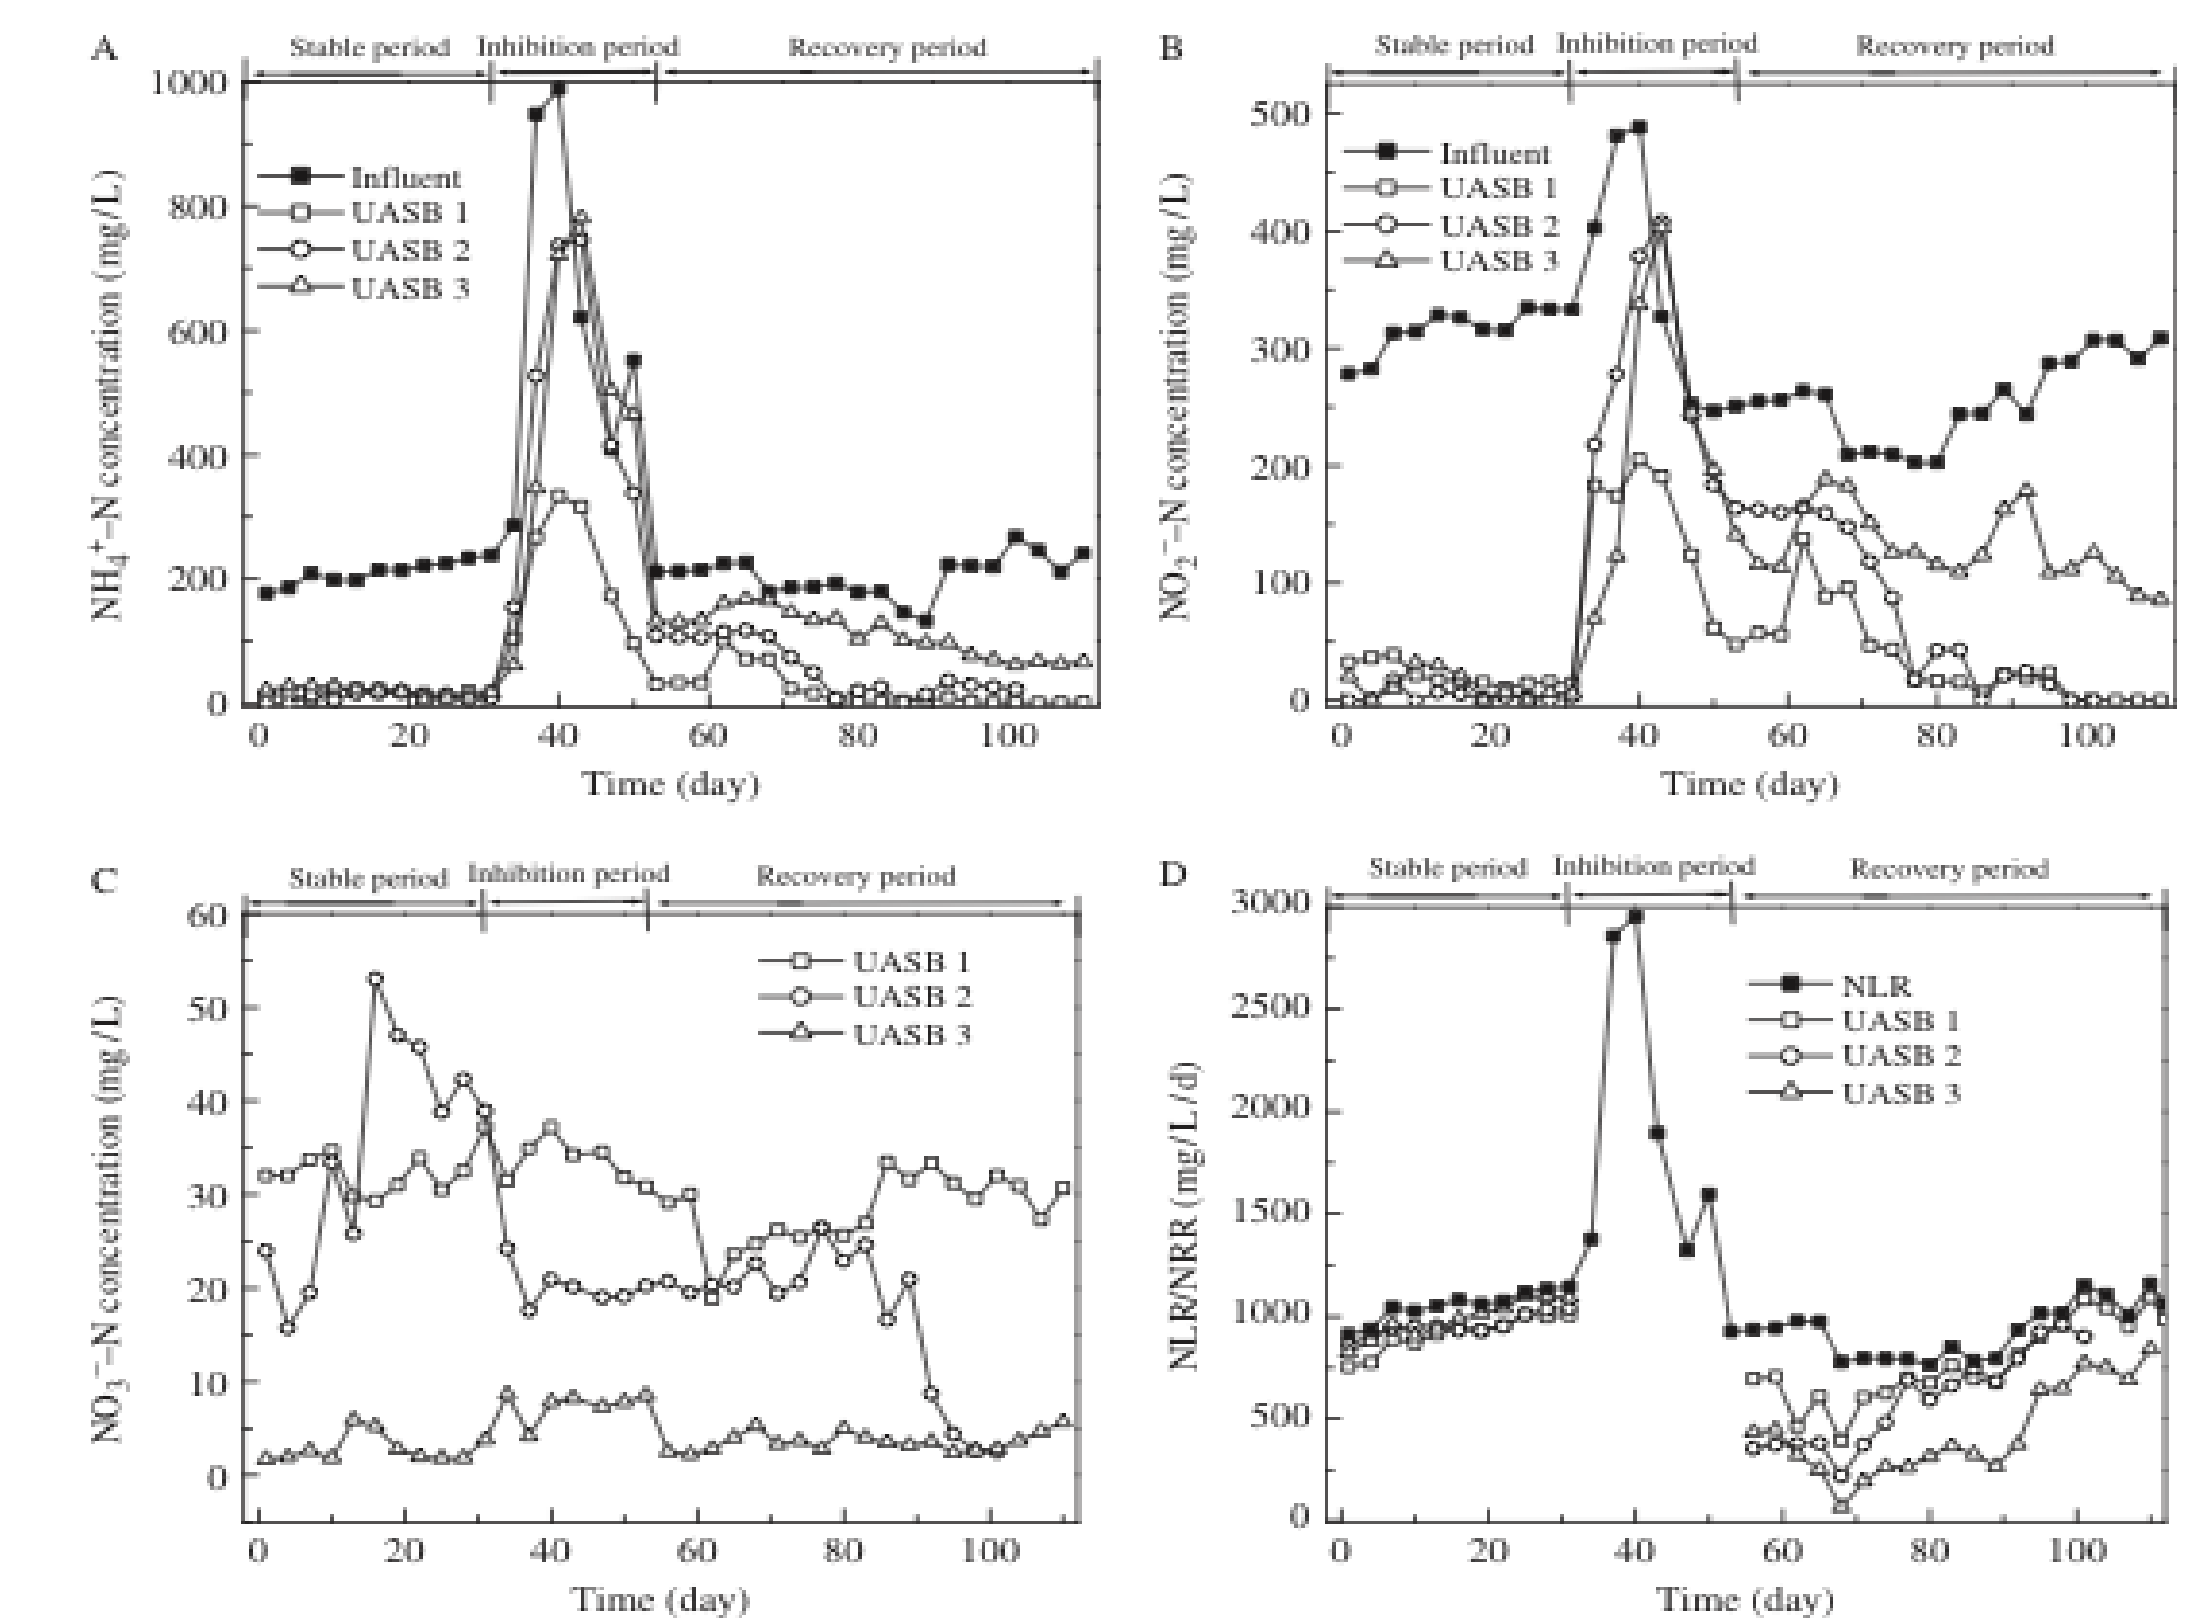 A
Stable period Inhibition period Recovery period
NH₄⁺–N concentration (mg/L)
1000
800
600
400
200
0
Influent
UASB 1
UASB 2
UASB 3
0 20 40 60 80 100
Time (day)
B
Stable period Inhibition period Recovery period
NO₂⁻–N concentration (mg/L)
500
400
300
200
100
0
Influent
UASB 1
UASB 2
UASB 3
0 20 40 60 80 100
Time (day)
C
Stable period Inhibition period Recovery period
NO₃⁻–N concentration (mg/L)
60
50
40
30
20
10
0
UASB 1
UASB 2
UASB 3
0 20 40 60 80 100
Time (day)
D
Stable period Inhibition period Recovery period
NLR/NRR (mg/L/d)
3000
2500
2000
1500
1000
500
0
NLR
UASB 1
UASB 2
UASB 3
0 20 40 60 80 100
Time (day)